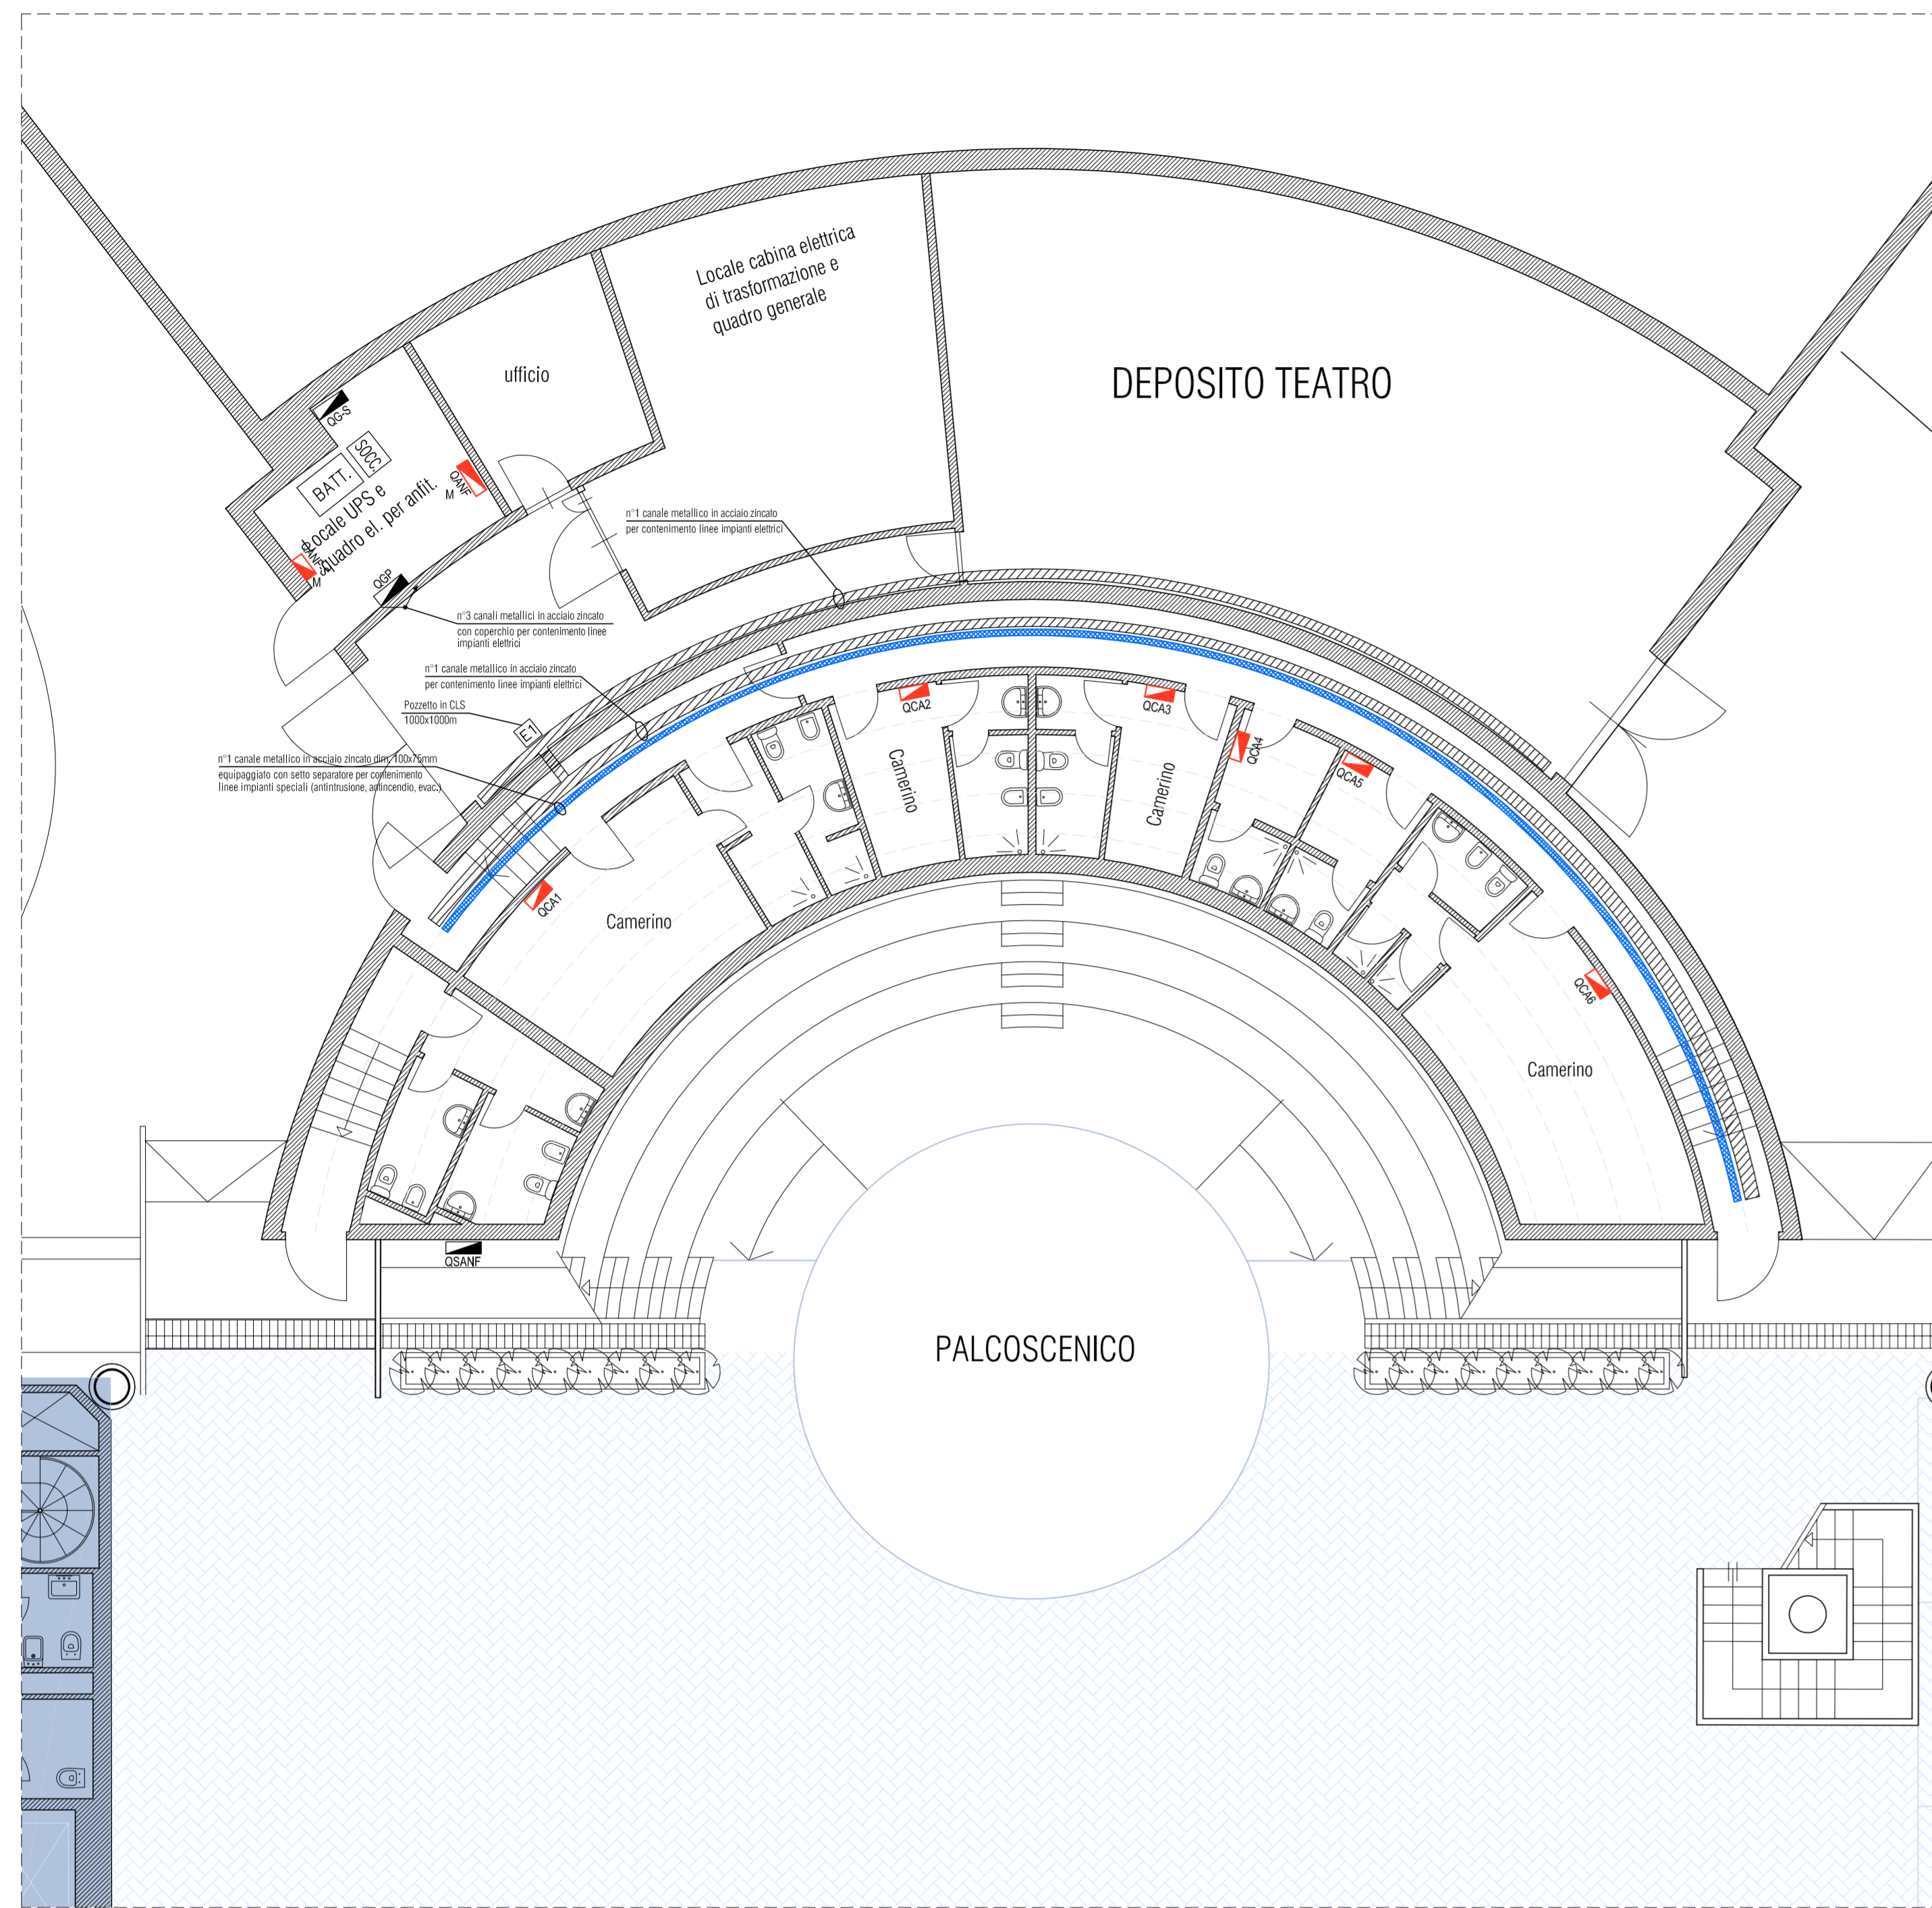 Locale cabina elettrica
di trasformazione e
quadro generale
DEPOSITO TEATRO
ufficio
QG-S
SOCC.
BATT.
QANF
M
Locale UPS e
quadro el. per anfit.
M
QGP
n°1 canale metallico in acciaio zincato
per contenimento linee impianti elettrici
n°3 canali metallici in acciaio zincato
con coperchio per contenimento linee
impianti elettrici
n°1 canale metallico in acciaio zincato
per contenimento linee impianti elettrici
Pozzetto in CLS
1000x1000m
E1
n°1 canale metallico in acciaio zincato dim. 100x75mm
equipaggiato con setto separatore per contenimento
linee impianti speciali (antintrusione, antincendio, evac.)
QCA2
QCA3
QCA4
QCA5
Camerino
Camerino
QCA1
Camerino
QCA6
Camerino
QSANF
PALCOSCENICO